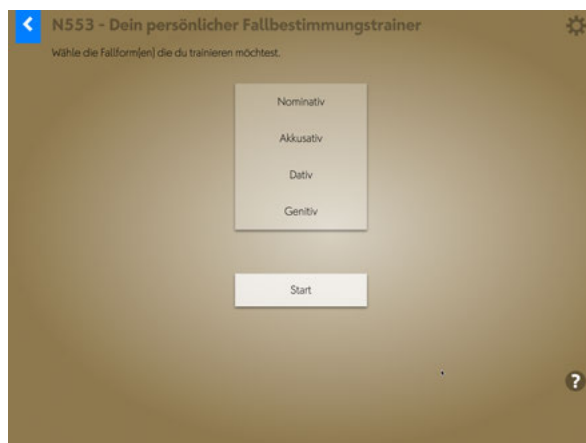 N553 - Dein persönlicher Fallbestimmungstrainer
Wähle die Fallform(en) die du trainieren möchtest.
Nominativ
Akkusativ
Dativ
Genitiv
Start
?